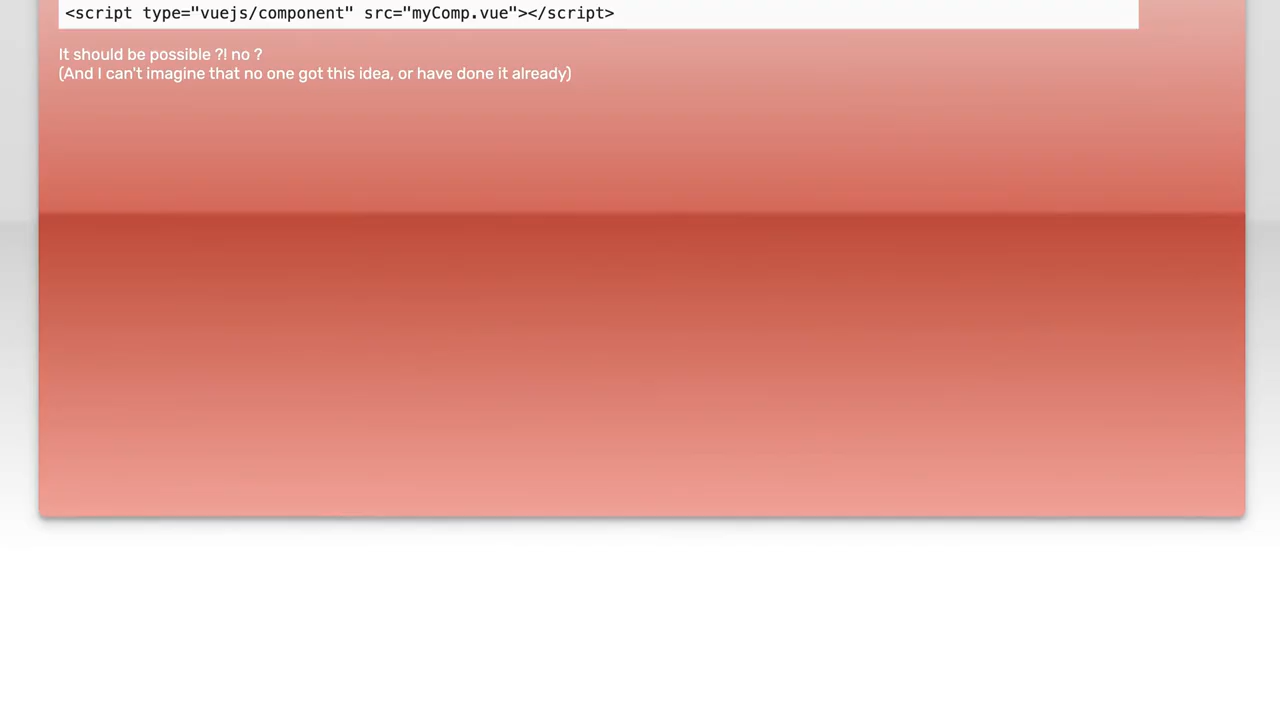 <script type="vuejs/component" src="myComp.vue"></script>
It should be possible ?! no ?
(And I can't imagine that no one got this idea, or have done it already)